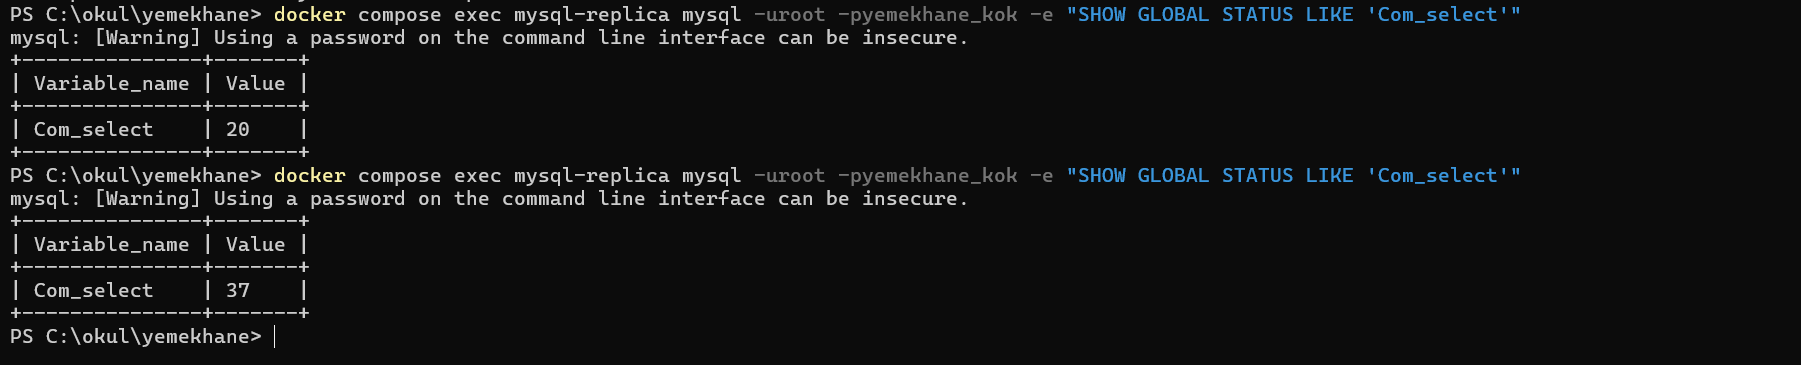 PS C:\okul\yemekhane> docker compose exec mysql-replica mysql -uroot -pyemekhane_kok -e "SHOW GLOBAL STATUS LIKE 'Com_select'"
mysql: [Warning] Using a password on the command line interface can be insecure.
+---------------+-------+
| Variable_name | Value |
+---------------+-------+
| Com_select    | 20    |
+---------------+-------+
PS C:\okul\yemekhane> docker compose exec mysql-replica mysql -uroot -pyemekhane_kok -e "SHOW GLOBAL STATUS LIKE 'Com_select'"
mysql: [Warning] Using a password on the command line interface can be insecure.
+---------------+-------+
| Variable_name | Value |
+---------------+-------+
| Com_select    | 37    |
+---------------+-------+
PS C:\okul\yemekhane>